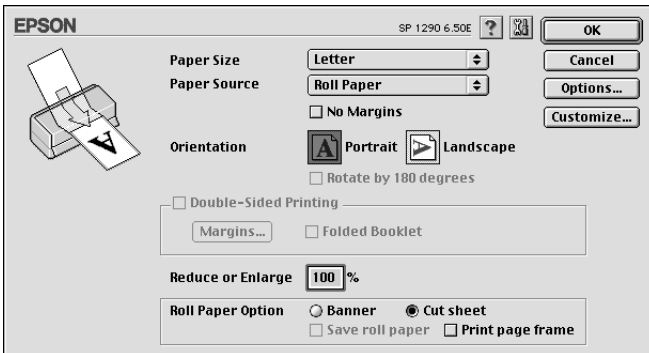 EPSON SP 1290 6.50E ? OK
Paper Size Letter Cancel
Paper Source Roll Paper Options...
No Margins Customize...
Orientation A Portrait A Landscape
Rotate by 180 degrees
Double-Sided Printing
Margins... Folded Booklet
Reduce or Enlarge 100 %
Roll Paper Option Banner Cut sheet
Save roll paper Print page frame
A